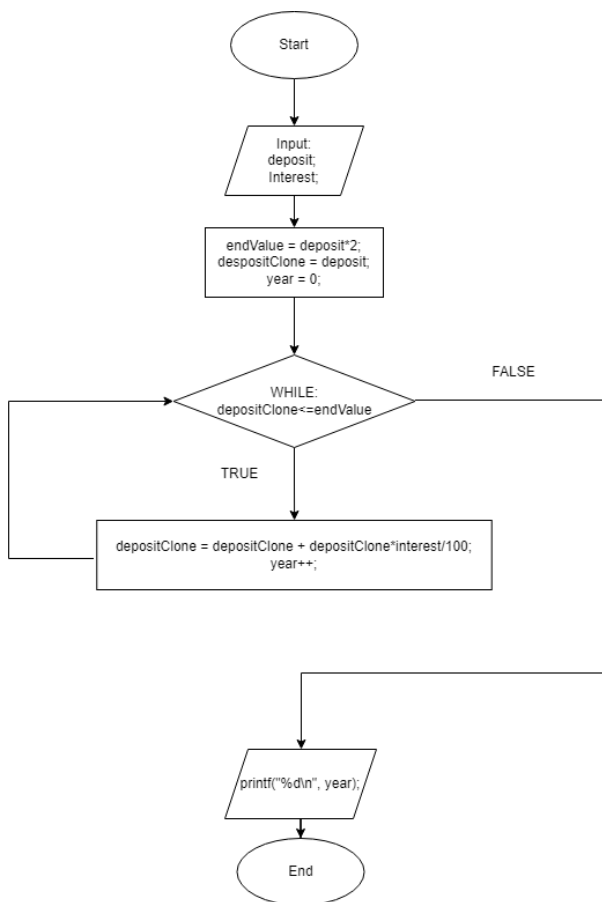 Start
Input:
deposit;
Interest;
endValue = deposit*2;
despositClone = deposit;
year = 0;
FALSE
WHILE:
depositClone<=endValue
TRUE
depositClone = depositClone + depositClone*interest/100;
year++;
printf("%d\n", year);
End